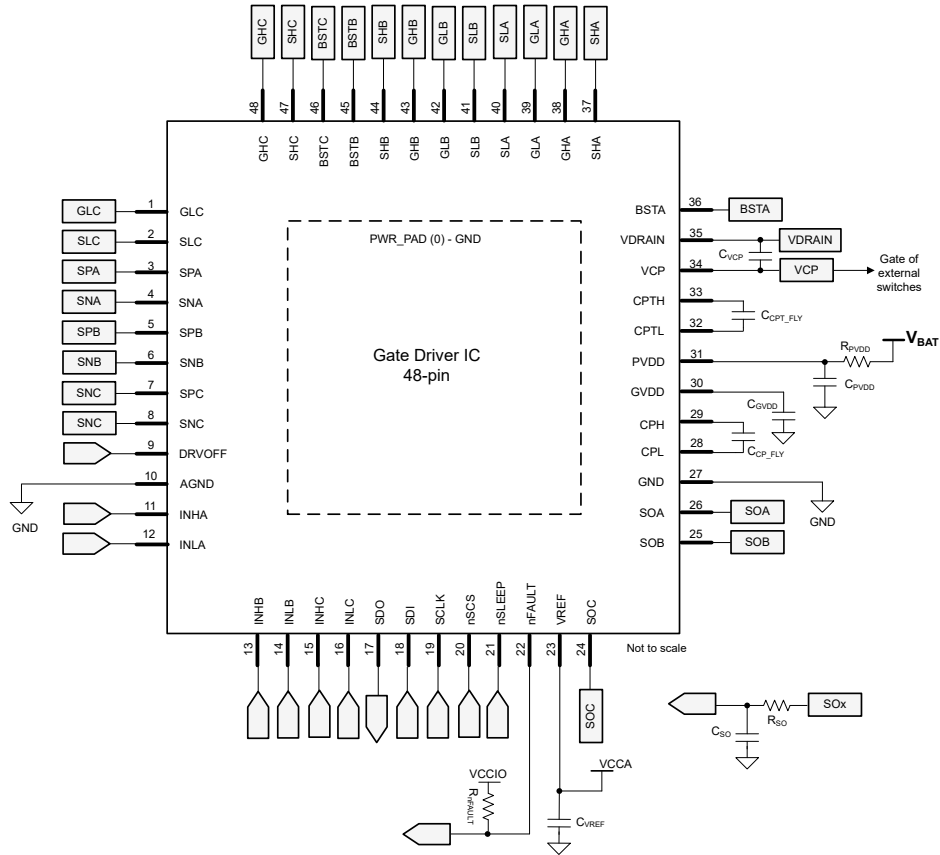 GHC SHC BSTC BSTB SHB GHB GLB SLB SLA GLA GHA SHA
48 47 46 45 44 43 42 41 40 39 38 37
GHC SHC BSTC BSTB SHB GHB GLB SLB SLA GLA GHA SHA
PWR_PAD (0) - GND
Gate Driver IC
48-pin
GLC 1 GLC
SLC 2 SLC
SPA 3 SPA
SNA 4 SNA
SPB 5 SPB
SNB 6 SNB
SNC 7 SPC
SNC 8 SNC
9 DRVOFF
10 AGND
GND
11 INHA
12 INLA
BSTA 36 BSTA
VDRAIN 35 VDRAIN
CVCP
VCP 34 VCP
Gate of
external
switches
CPTH 33
CCPT_FLY
CPTL 32
PVDD 31 RPVDD VBAT
CPVDD
GVDD 30
CGVDD
CPH 29
CCP_FLY
CPL 28
GND 27
GND
SOA 26 SOA
SOB 25 SOB
INHB INLB INHC INLC SDO SDI SCLK nSCS nSLEEP nFAULT VREF SOC
13 14 15 16 17 18 19 20 21 22 23 24
Not to scale
SOC
CSO RSO SOx
VCCIO
RnFAULT
VCCA
CVREF